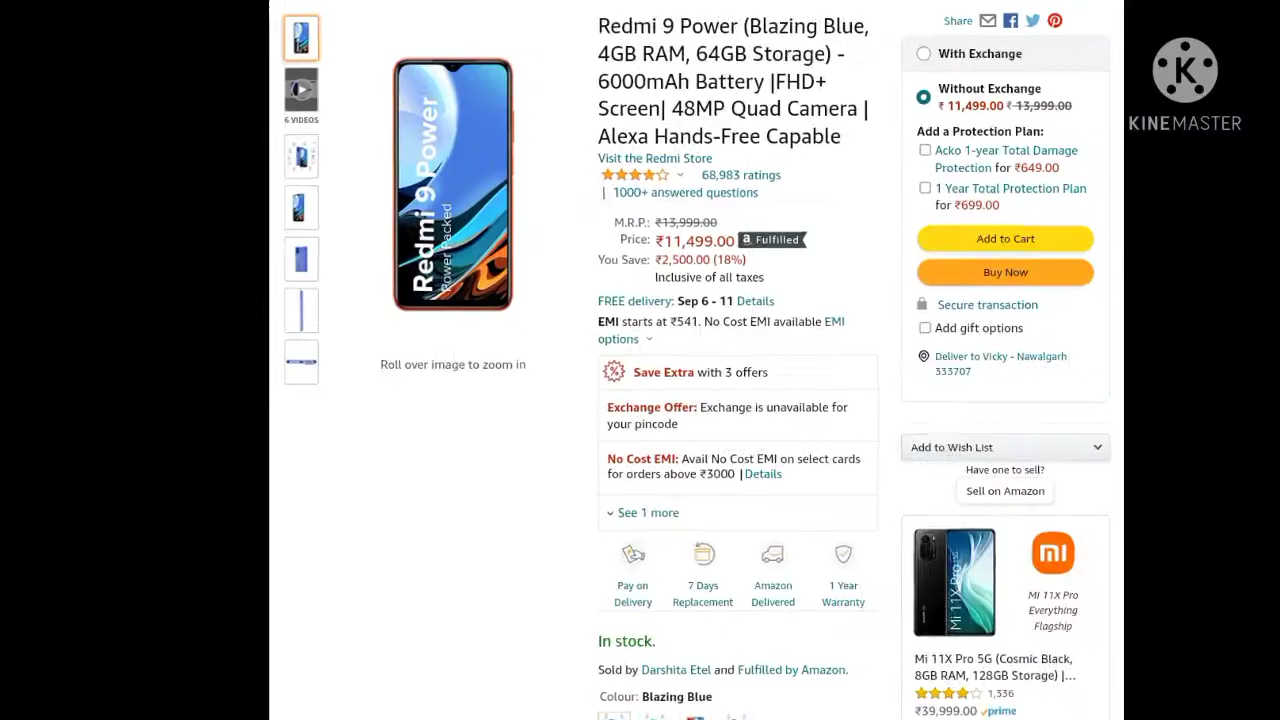 6 VIDEOS
Redmi 9 Power
Power Packed
Roll over image to zoom in
Redmi 9 Power (Blazing Blue,
4GB RAM, 64GB Storage) -
6000mAh Battery |FHD+
Screen| 48MP Quad Camera |
Alexa Hands-Free Capable
Visit the Redmi Store
68,983 ratings
| 1000+ answered questions
M.R.P.: ₹13,999.00
Price: ₹11,499.00 a Fulfilled
You Save: ₹2,500.00 (18%)
Inclusive of all taxes
FREE delivery: Sep 6 - 11 Details
EMI starts at ₹541. No Cost EMI available EMI
options
Save Extra with 3 offers
Exchange Offer: Exchange is unavailable for
your pincode
No Cost EMI: Avail No Cost EMI on select cards
for orders above ₹3000 |Details
See 1 more
Pay on
Delivery
7 Days
Replacement
Amazon
Delivered
1 Year
Warranty
In stock.
Sold by Darshita Etel and Fulfilled by Amazon.
Colour: Blazing Blue
Share
With Exchange
Without Exchange
₹ 11,499.00 ₹ 13,999.00
Add a Protection Plan:
Acko 1-year Total Damage
Protection for ₹649.00
1 Year Total Protection Plan
for ₹699.00
Add to Cart
Buy Now
Secure transaction
Add gift options
Deliver to Vicky - Nawalgarh
333707
Add to Wish List
Have one to sell?
Sell on Amazon
Mi 11X Pro 5G
mi
MI 11X Pro
Everything
Flagship
Mi 11X Pro 5G (Cosmic Black,
8GB RAM, 128GB Storage) |...
1,336
₹39,999.00 prime
K
KINEMASTER